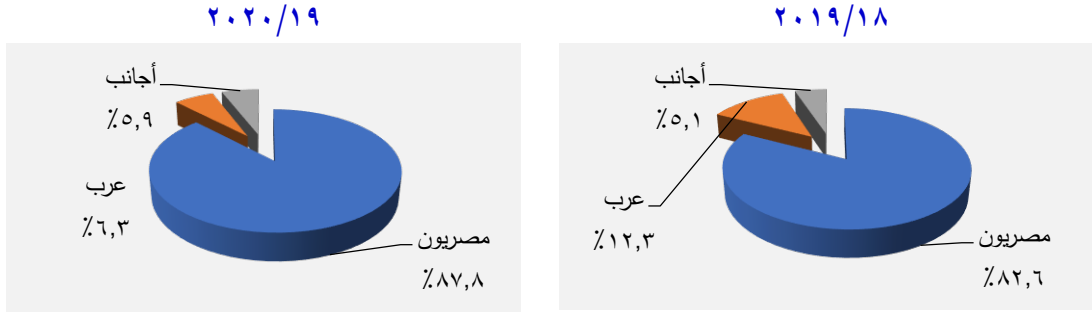 ٢٠١٩/١٨
أجانب
٪٥,١
عرب
٪١٢,٣
مصريون
٪٨٢,٦
٢٠٢٠/١٩
أجانب
٪٥,٩
عرب
٪٦,٣
مصريون
٪٨٧,٨